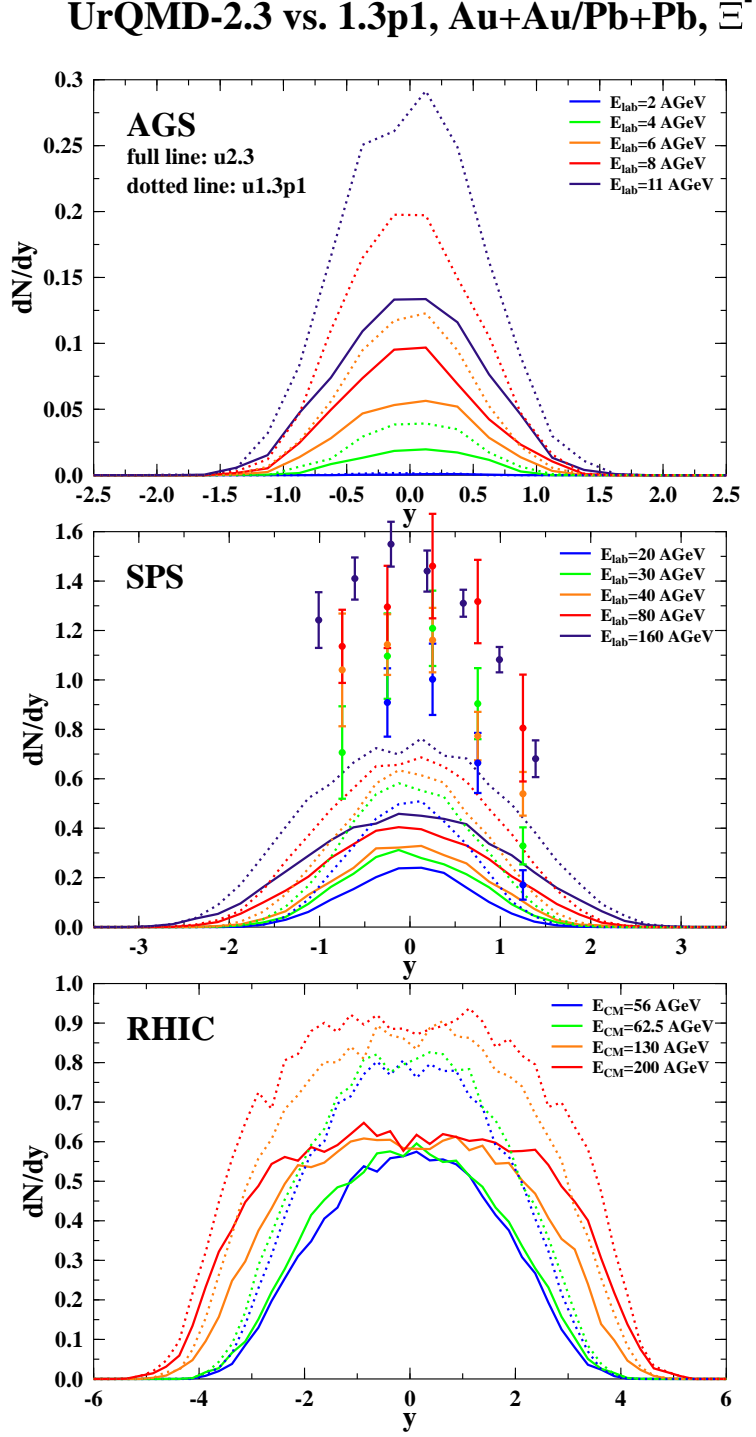 UrQMD-2.3 vs. 1.3p1, Au+Au/Pb+Pb, Ξ⁻
0.3
0.25
0.2
0.15
0.1
0.05
0.0
dN/dy
AGS
full line: u2.3
dotted line: u1.3p1
E_lab=2 AGeV
E_lab=4 AGeV
E_lab=6 AGeV
E_lab=8 AGeV
E_lab=11 AGeV
-2.5 -2.0 -1.5 -1.0 -0.5 0.0 0.5 1.0 1.5 2.0 2.5
y
1.6
1.4
1.2
1.0
0.8
0.6
0.4
0.2
0.0
dN/dy
SPS
E_lab=20 AGeV
E_lab=30 AGeV
E_lab=40 AGeV
E_lab=80 AGeV
E_lab=160 AGeV
-3 -2 -1 0 1 2 3
y
1.0
0.9
0.8
0.7
0.6
0.5
0.4
0.3
0.2
0.1
0.0
dN/dy
RHIC
E_CM=56 AGeV
E_CM=62.5 AGeV
E_CM=130 AGeV
E_CM=200 AGeV
-6 -4 -2 0 2 4 6
y